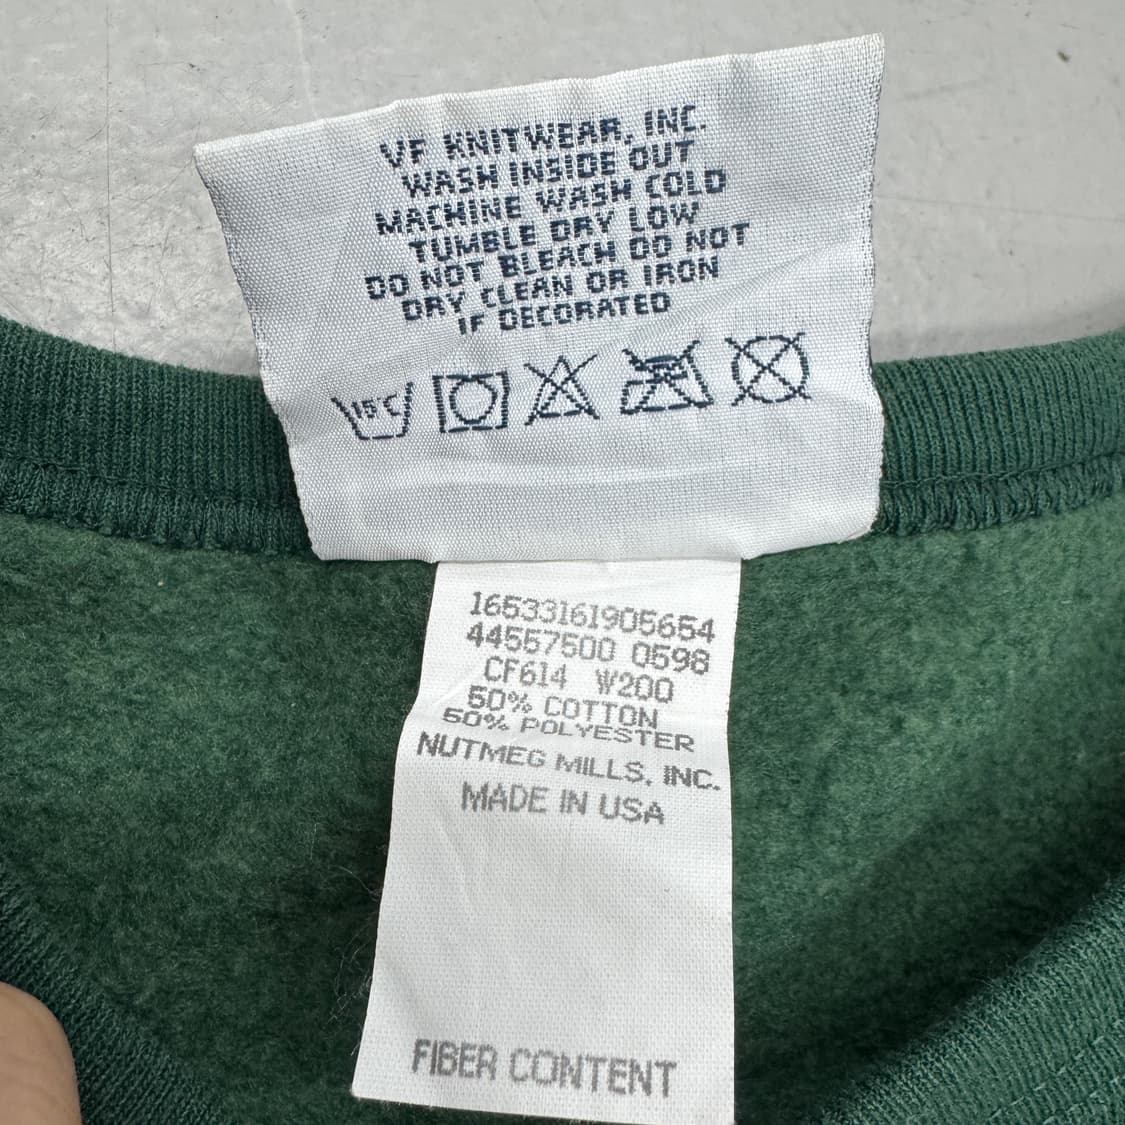 VF KNITWEAR, INC.
WASH INSIDE OUT
MACHINE WASH COLD
TUMBLE DRY LOW
DO NOT BLEACH DO NOT
DRY CLEAN OR IRON
IF DECORATED
15°C
16533161905654
44557500 0598
CF614 W200
50% COTTON
50% POLYESTER
NUTMEG MILLS, INC.
MADE IN USA
FIBER CONTENT